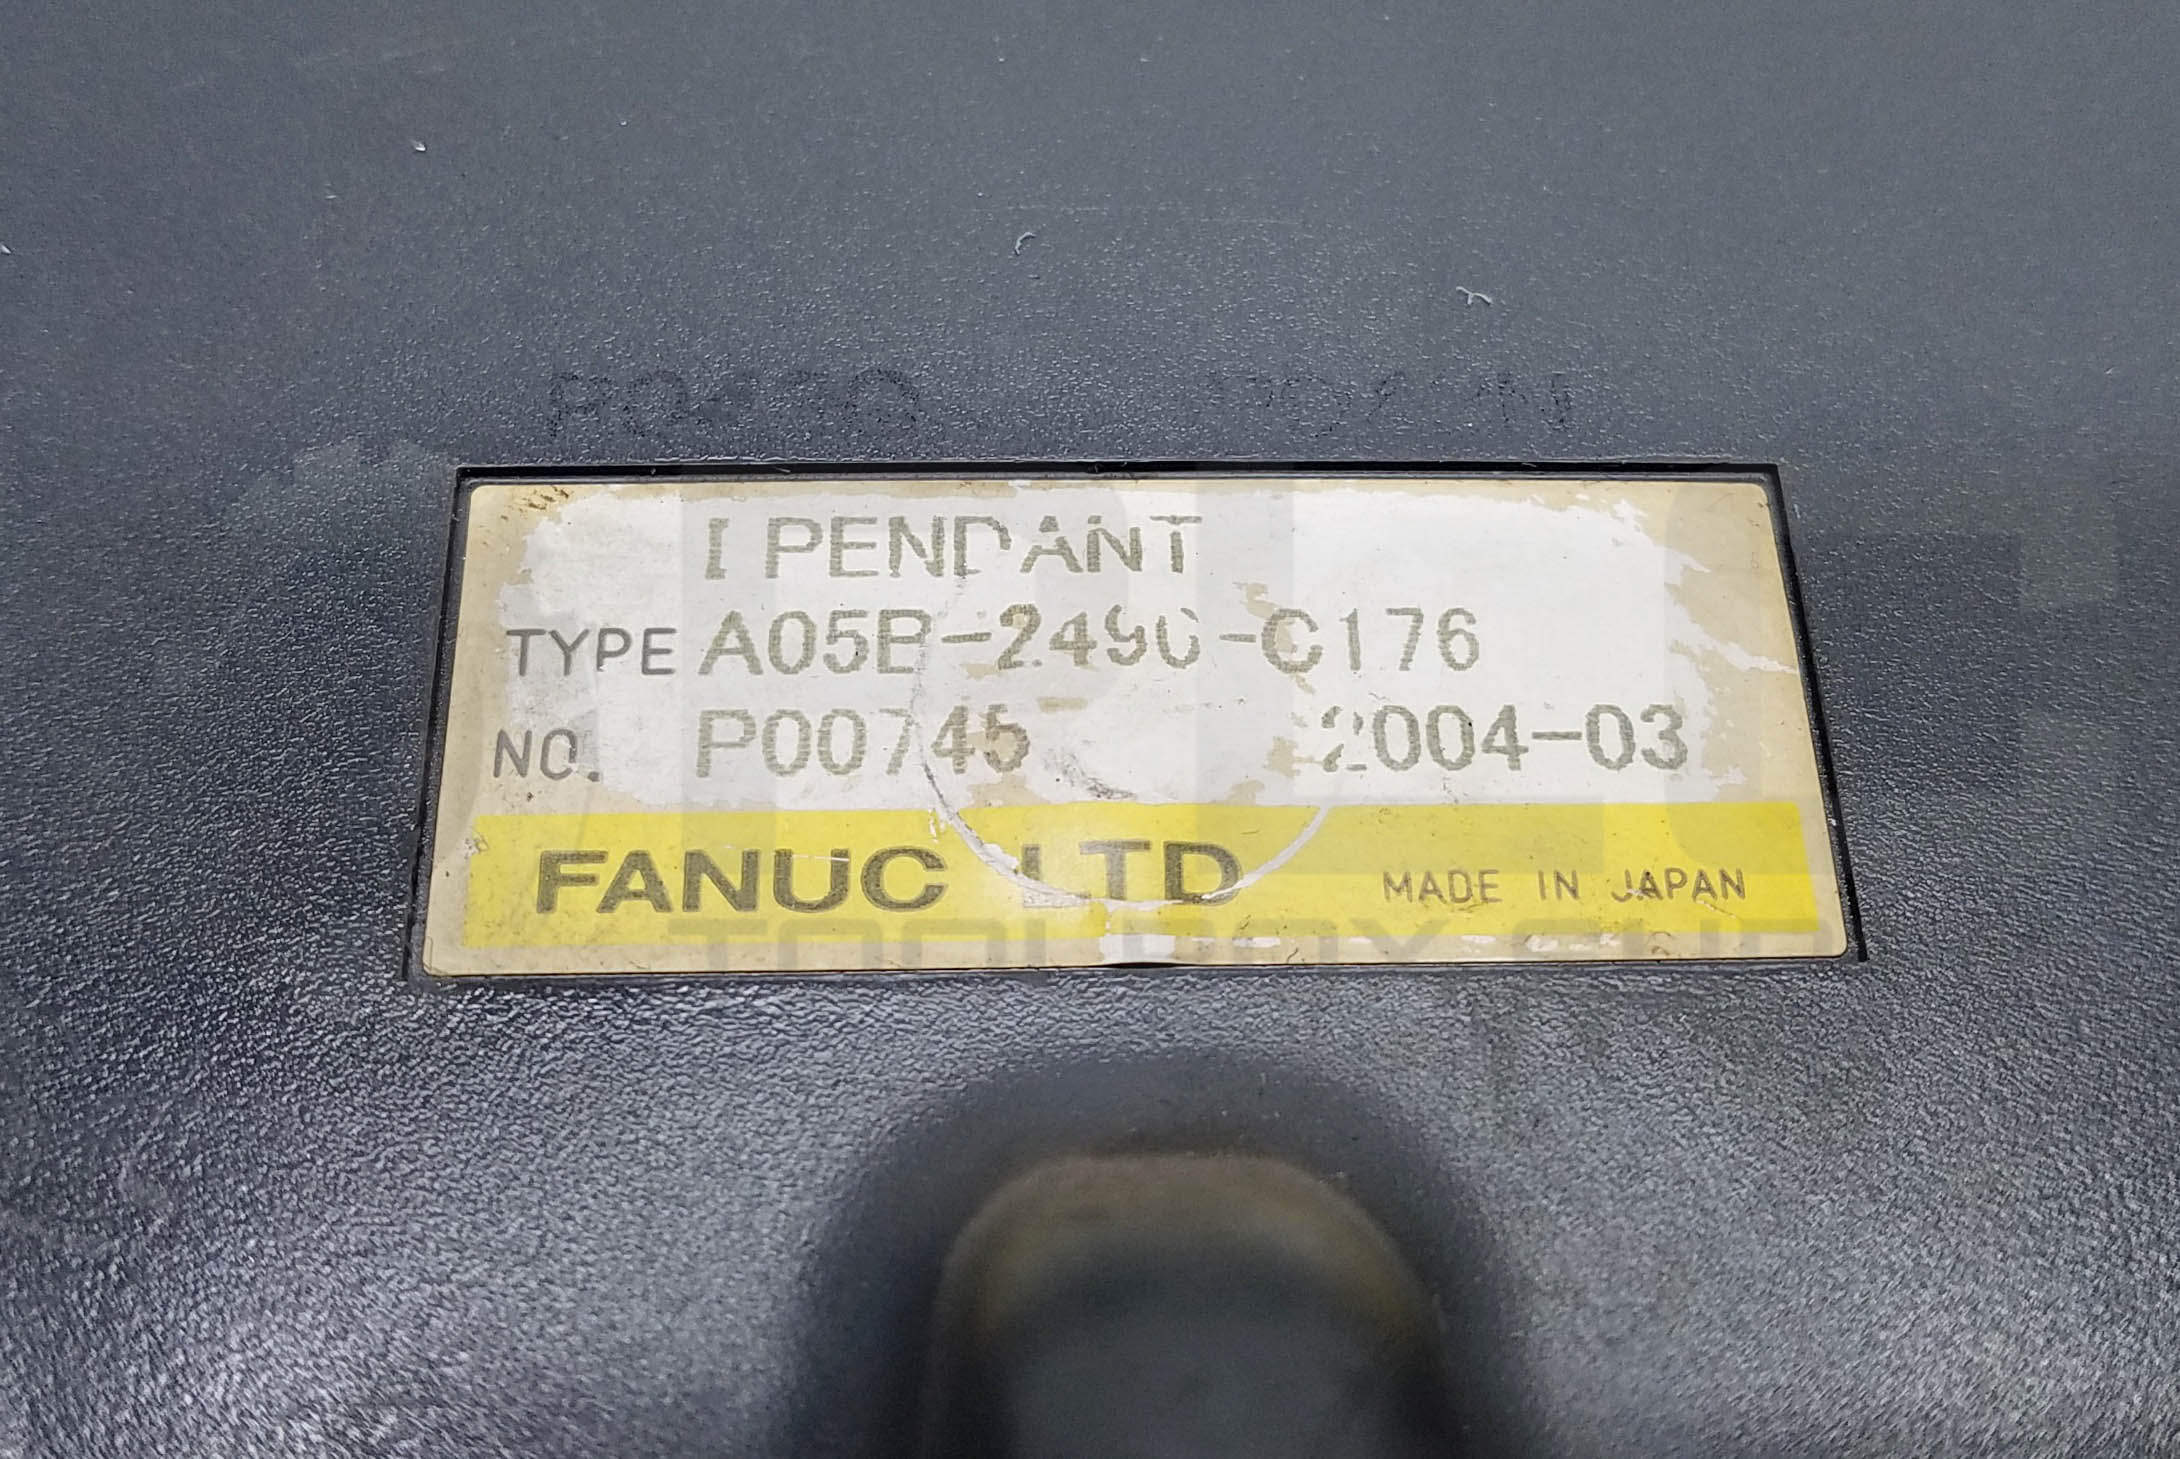 I PENDANT
TYPE A05B-2490-C176
NO. P00745 2004-03
FANUC LTD MADE IN JAPAN